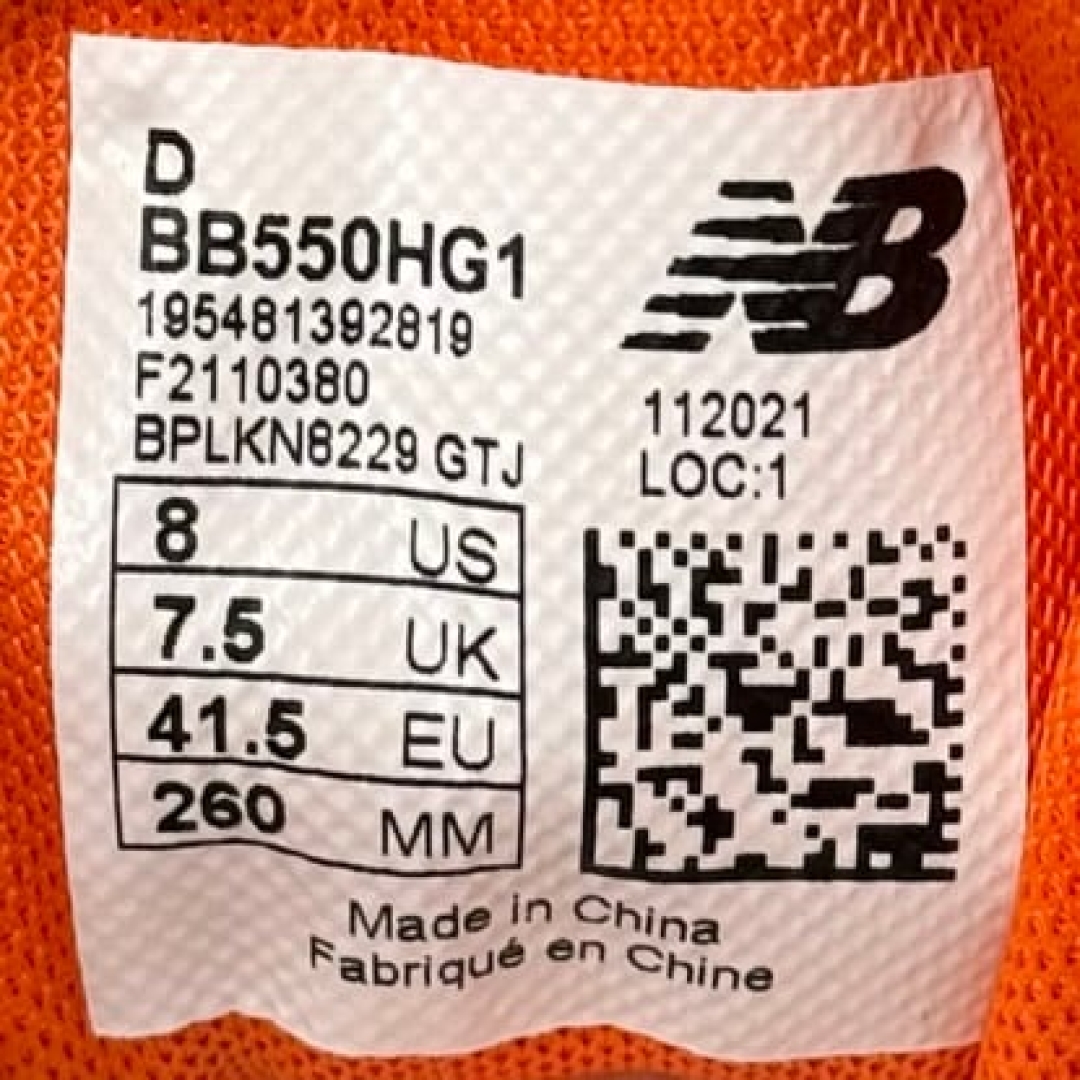 D
BB550HG1
195481392819
F2110380
BPLKN8229 GTJ
8 US
7.5 UK
41.5 EU
260 MM
NB
112021
LOC:1
Made in China
Fabriqué en Chine